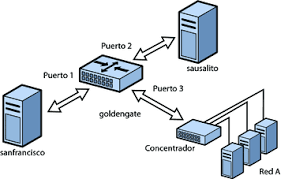 Puerto 2
sausalito
Puerto 1
Puerto 3
goldengate
sanfrancisco
Concentrador
Red A